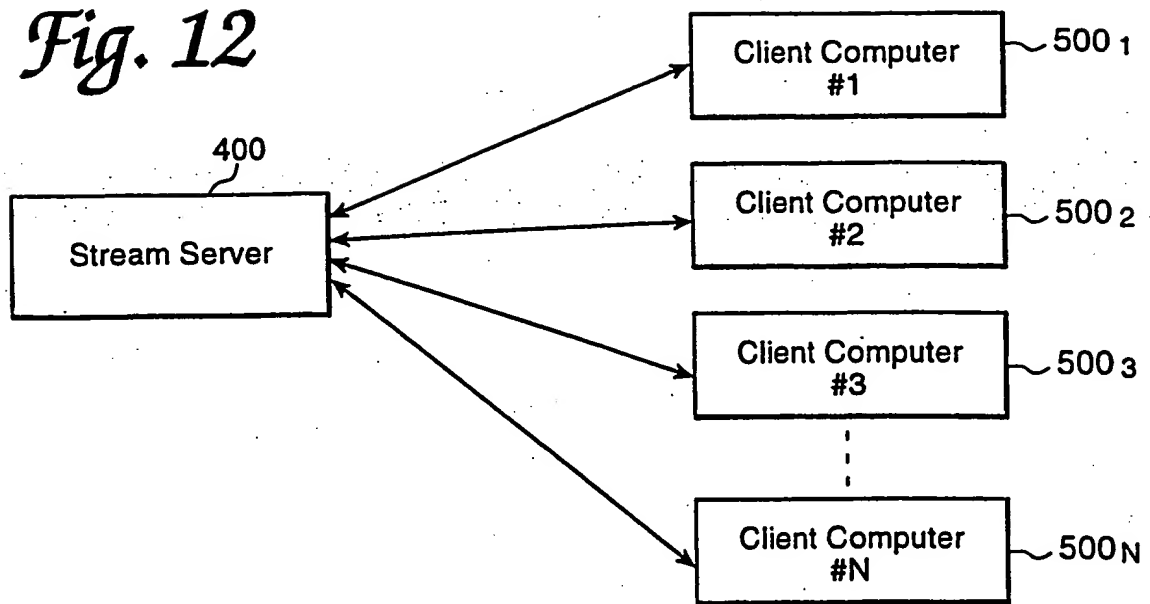 Fig. 12
400
Stream Server
Client Computer
#1
500 1
Client Computer
#2
500 2
Client Computer
#3
500 3
Client Computer
#N
500 N